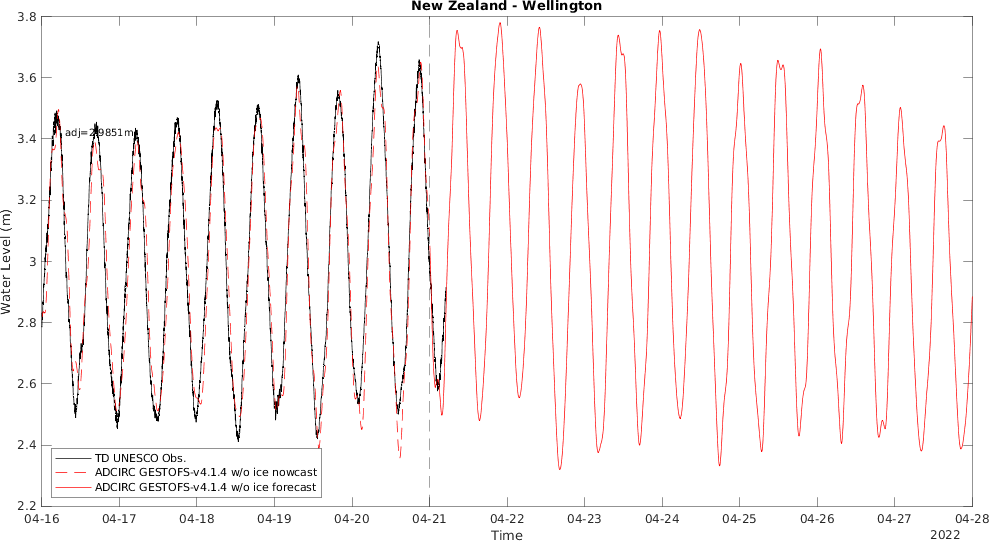 New Zealand - Wellington
3.8
3.6
3.4
3.2
3
2.8
2.6
2.4
2.2
Water Level (m)
adj=2.9851m
TD UNESCO Obs.
ADCIRC GESTOFS-v4.1.4 w/o ice nowcast
ADCIRC GESTOFS-v4.1.4 w/o ice forecast
04-16 04-17 04-18 04-19 04-20 04-21 04-22 04-23 04-24 04-25 04-26 04-27 04-28
Time
2022